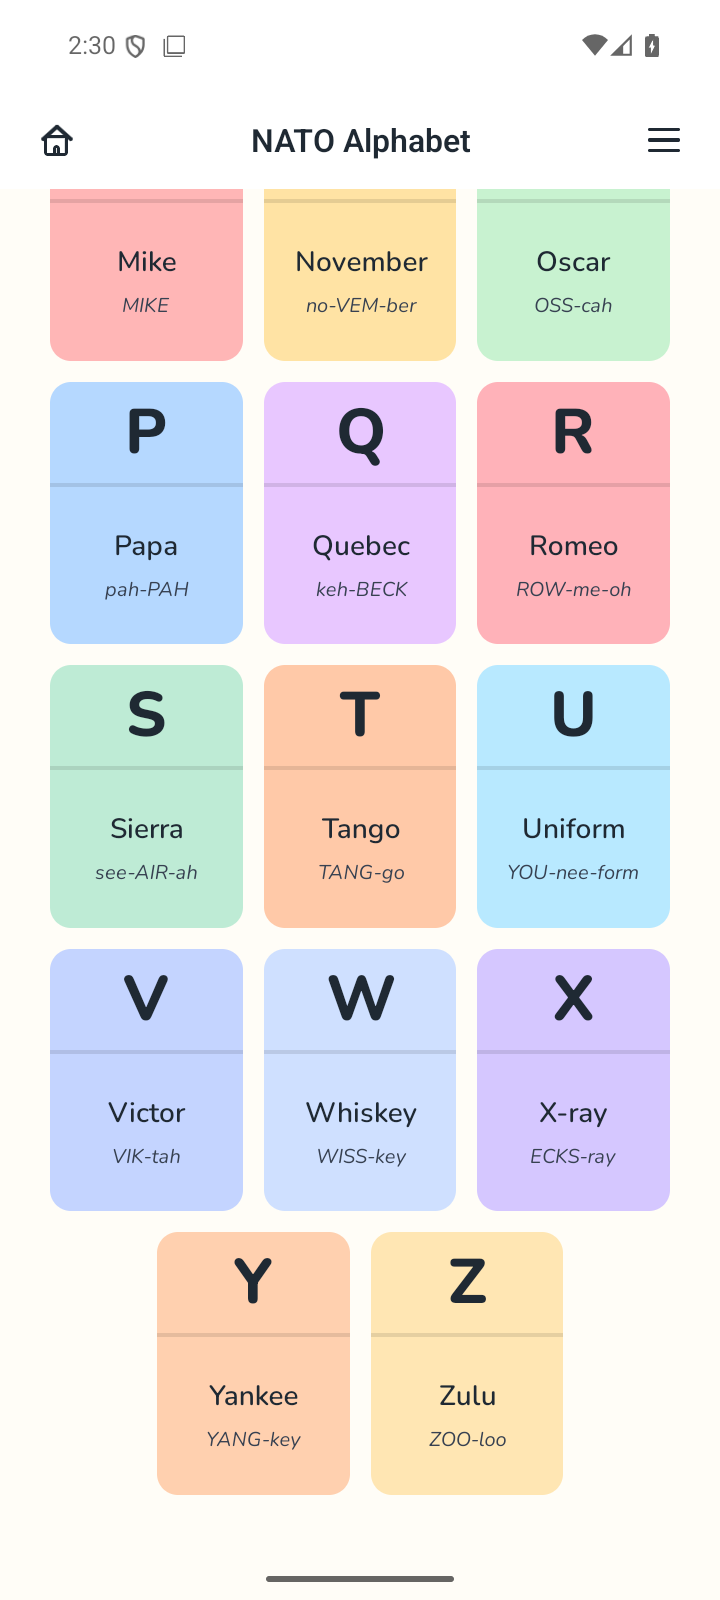 2:30
NATO Alphabet
Mike
MIKE
November
no-VEM-ber
Oscar
OSS-cah
P
Papa
pah-PAH
Q
Quebec
keh-BECK
R
Romeo
ROW-me-oh
S
Sierra
see-AIR-ah
T
Tango
TANG-go
U
Uniform
YOU-nee-form
V
Victor
VIK-tah
W
Whiskey
WISS-key
X
X-ray
ECKS-ray
Y
Yankee
YANG-key
Z
Zulu
ZOO-loo